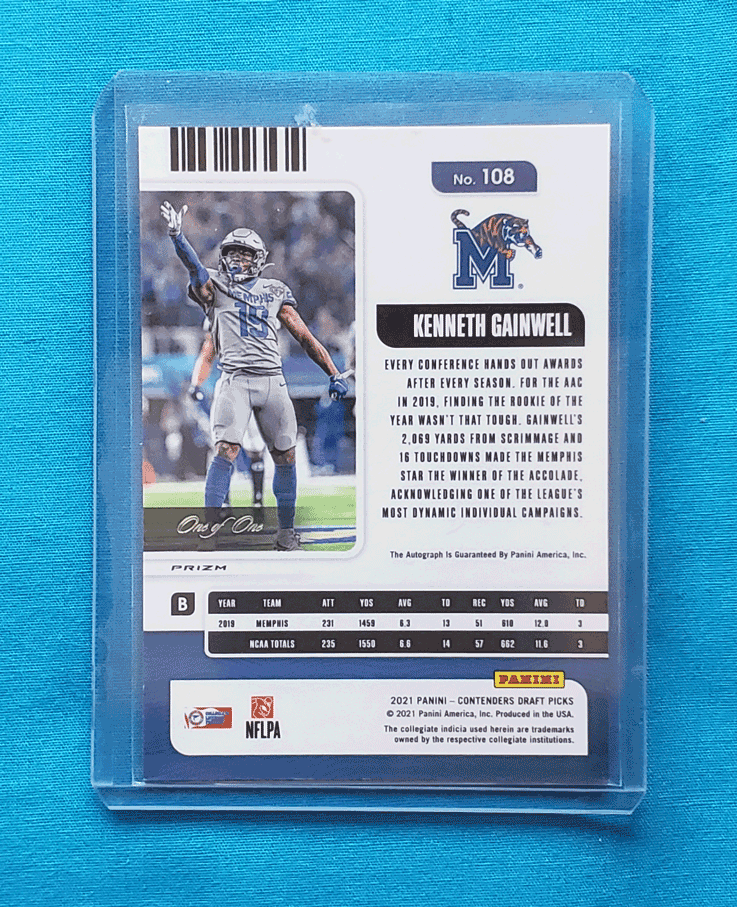 No. 108
M
®
KENNETH GAINWELL
EVERY CONFERENCE HANDS OUT AWARDS
AFTER EVERY SEASON. FOR THE AAC
IN 2019, FINDING THE ROOKIE OF THE
YEAR WASN'T THAT TOUGH. GAINWELL'S
2,069 YARDS FROM SCRIMMAGE AND
16 TOUCHDOWNS MADE THE MEMPHIS
STAR THE WINNER OF THE ACCOLADE,
ACKNOWLEDGING ONE OF THE LEAGUE'S
MOST DYNAMIC INDIVIDUAL CAMPAIGNS.
MEMPHIS
19
One of One
The Autograph Is Guaranteed By Panini America, Inc.
PRIZM
B
YEAR TEAM ATT YDS AVG TD REC YDS AVG TD
2019 MEMPHIS 231 1459 6.3 13 51 610 12.0 3
NCAA TOTALS 235 1550 6.6 14 57 662 11.6 3
PANINI
2021 PANINI – CONTENDERS DRAFT PICKS
© 2021 Panini America, Inc. Produced in the USA.
The collegiate indicia used herein are trademarks
owned by the respective collegiate institutions.
NFLPA